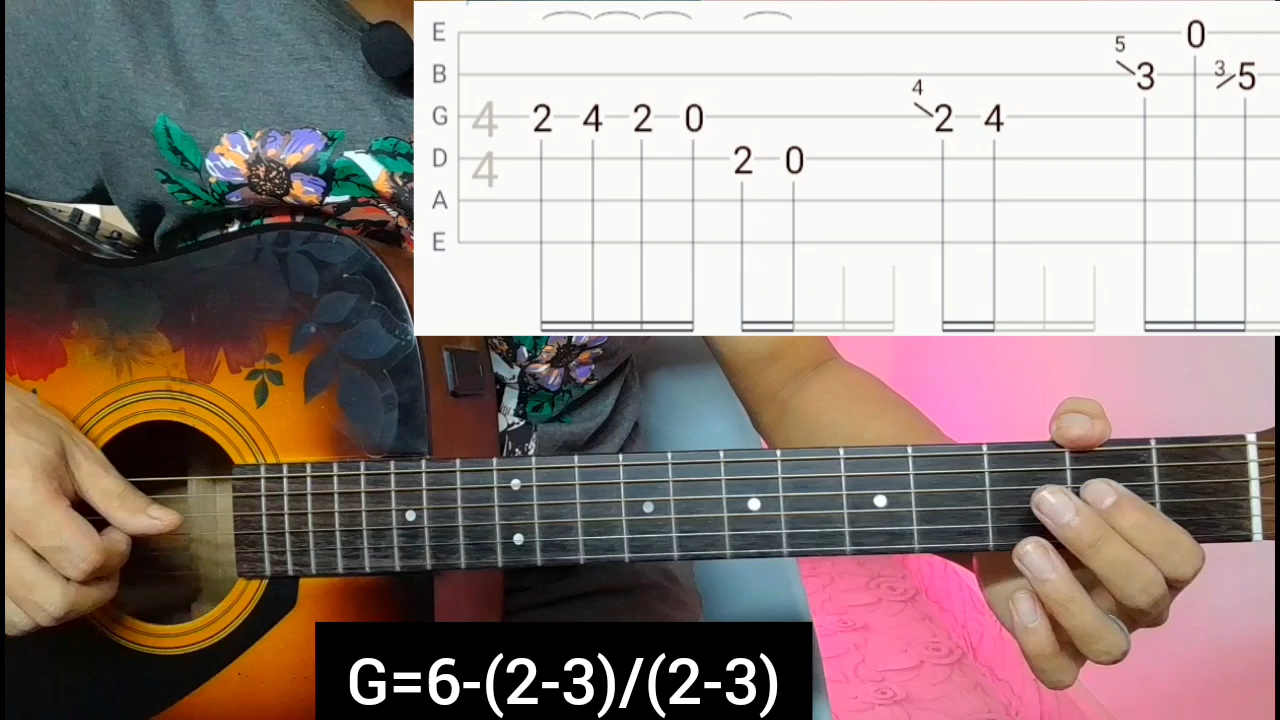 E 0
5
B 3 3 5
4
G 4 2 4 2 0 2 4
D 4 2 0
A
E
G=6-(2-3)/(2-3)